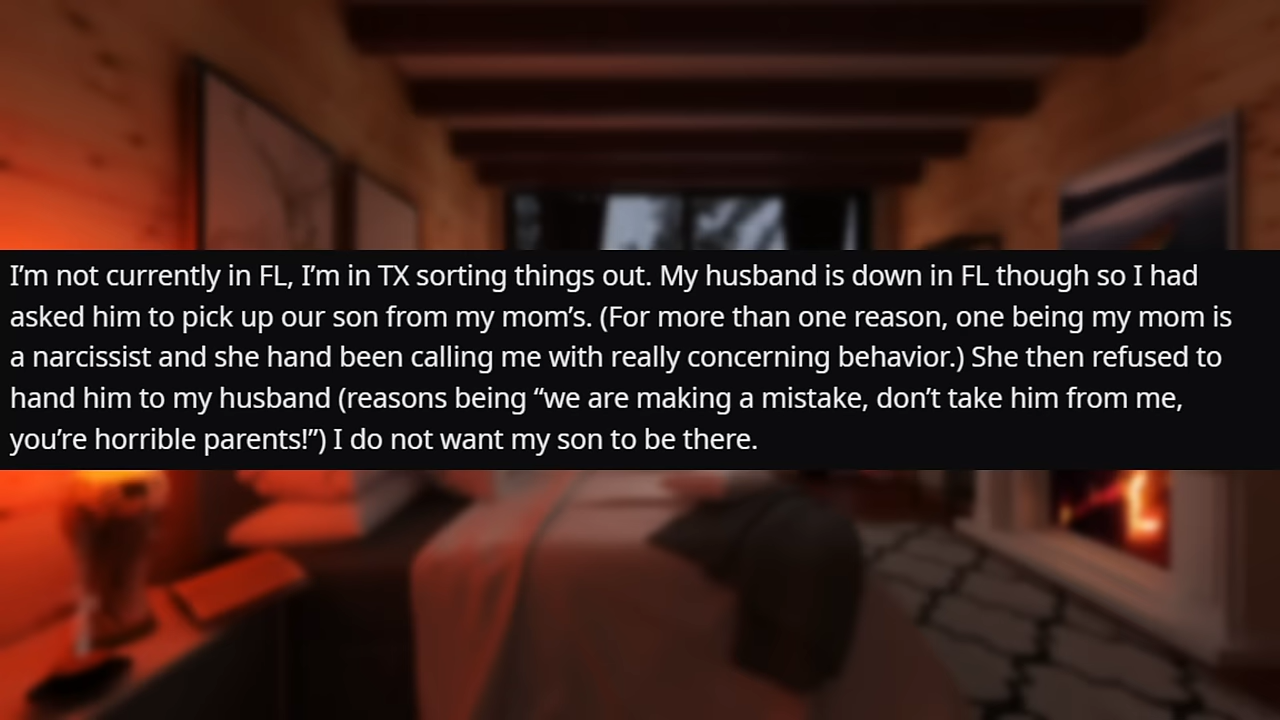 I’m not currently in FL, I’m in TX sorting things out. My husband is down in FL though so I had
asked him to pick up our son from my mom’s. (For more than one reason, one being my mom is
a narcissist and she hand been calling me with really concerning behavior.) She then refused to
hand him to my husband (reasons being “we are making a mistake, don’t take him from me,
you’re horrible parents!”) I do not want my son to be there.